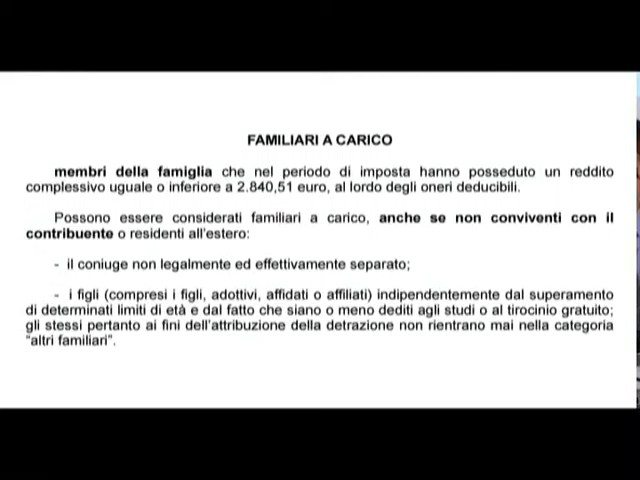 FAMILIARI A CARICO
membri della famiglia che nel periodo di imposta hanno posseduto un reddito
complessivo uguale o inferiore a 2.840,51 euro, al lordo degli oneri deducibili.
Possono essere considerati familiari a carico, anche se non conviventi con il
contribuente o residenti all'estero:
- il coniuge non legalmente ed effettivamente separato;
- i figli (compresi i figli, adottivi, affidati o affiliati) indipendentemente dal superamento
di determinati limiti di età e dal fatto che siano o meno dediti agli studi o al tirocinio gratuito;
gli stessi pertanto ai fini dell'attribuzione della detrazione non rientrano mai nella categoria
"altri familiari".